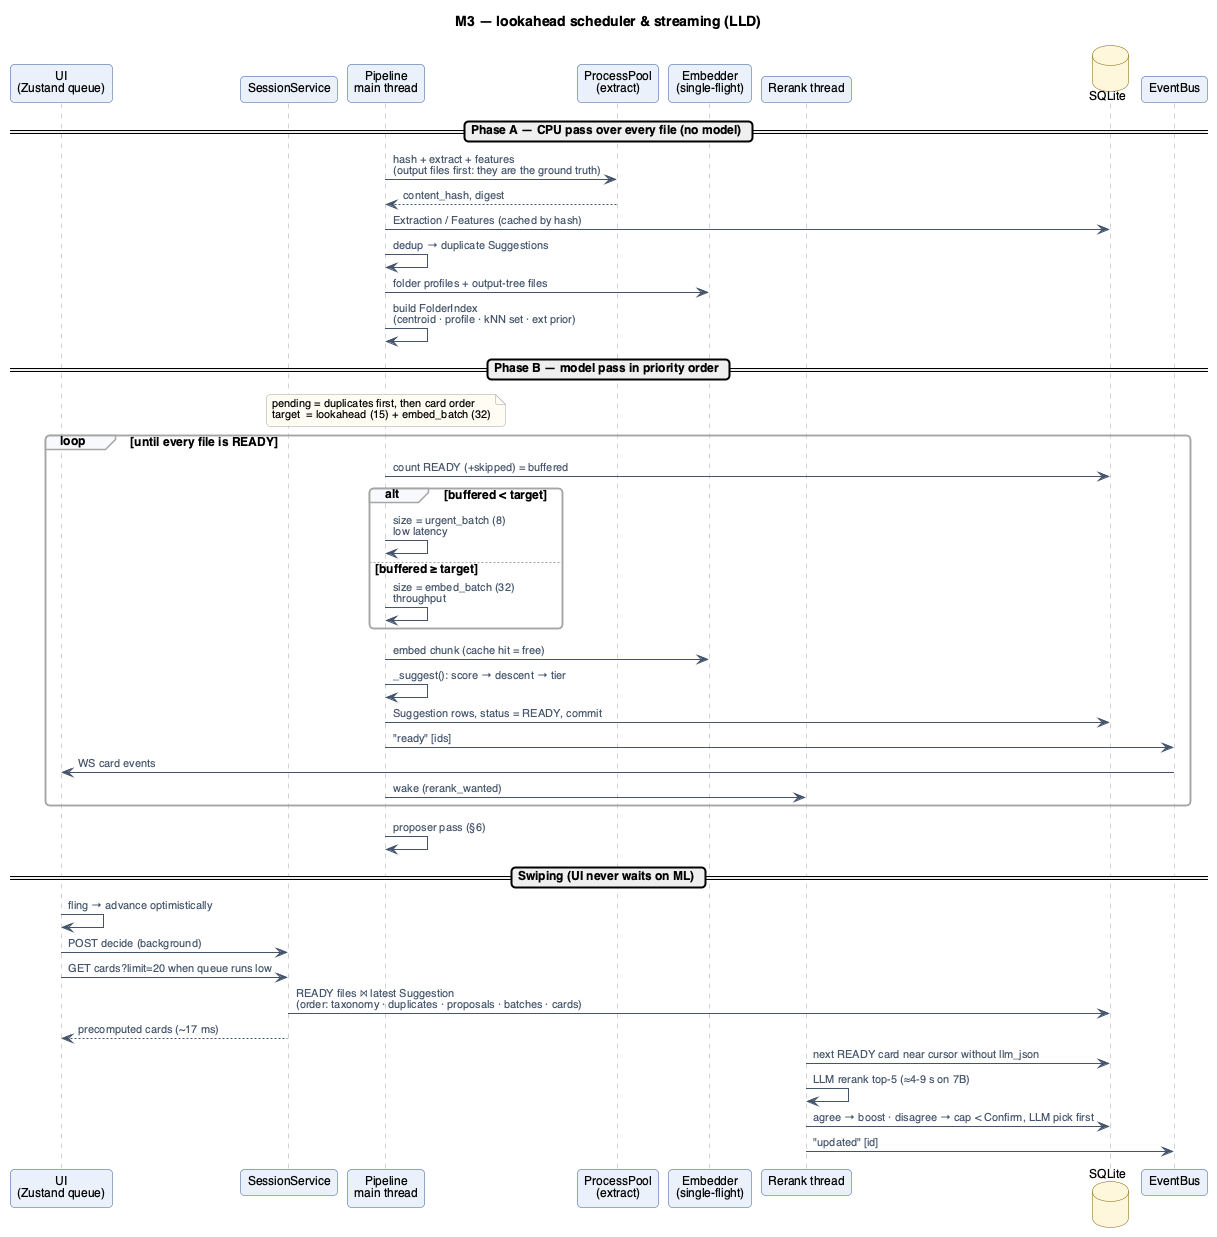 M3 — lookahead scheduler & streaming (LLD)
UI
(Zustand queue)
SessionService
Pipeline
main thread
ProcessPool
(extract)
Embedder
(single-flight)
Rerank thread
SQLite
EventBus
Phase A — CPU pass over every file (no model)
hash + extract + features
(output files first: they are the ground truth)
content_hash, digest
Extraction / Features (cached by hash)
dedup → duplicate Suggestions
folder profiles + output-tree files
build FolderIndex
(centroid · profile · kNN set · ext prior)
Phase B — model pass in priority order
pending = duplicates first, then card order
target = lookahead (15) + embed_batch (32)
loop [until every file is READY]
count READY (+skipped) = buffered
alt [buffered < target]
size = urgent_batch (8)
low latency
[buffered ≥ target]
size = embed_batch (32)
throughput
embed chunk (cache hit = free)
_suggest(): score → descent → tier
Suggestion rows, status = READY, commit
"ready" [ids]
WS card events
wake (rerank_wanted)
proposer pass (§6)
Swiping (UI never waits on ML)
fling → advance optimistically
POST decide (background)
GET cards?limit=20 when queue runs low
READY files ⋈ latest Suggestion
(order: taxonomy · duplicates · proposals · batches · cards)
precomputed cards (~17 ms)
next READY card near cursor without llm_json
LLM rerank top-5 (≈4-9 s on 7B)
agree → boost · disagree → cap < Confirm, LLM pick first
"updated" [id]
UI
(Zustand queue)
SessionService
Pipeline
main thread
ProcessPool
(extract)
Embedder
(single-flight)
Rerank thread
SQLite
EventBus